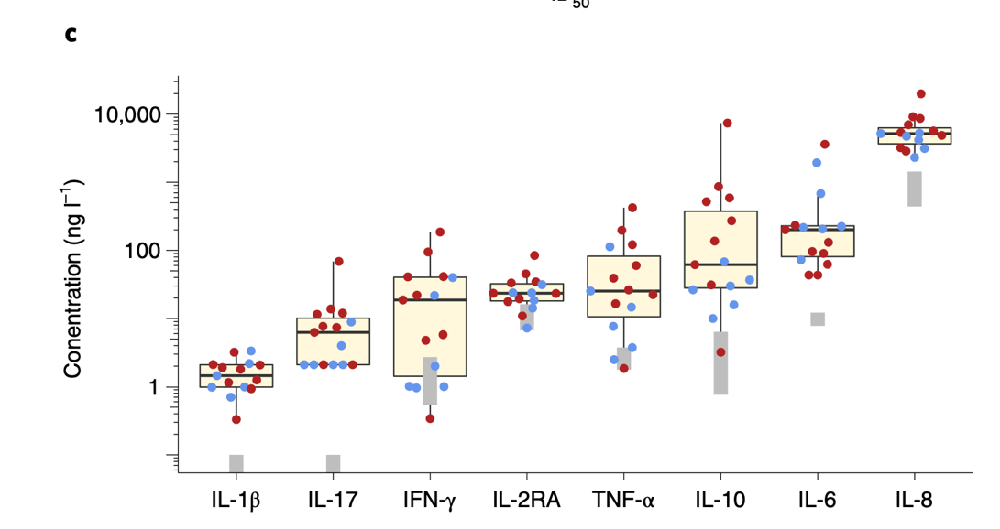 50
c
10,000
100
1
Conentration (ng l⁻¹)
IL-1β IL-17 IFN-γ IL-2RA TNF-α IL-10 IL-6 IL-8